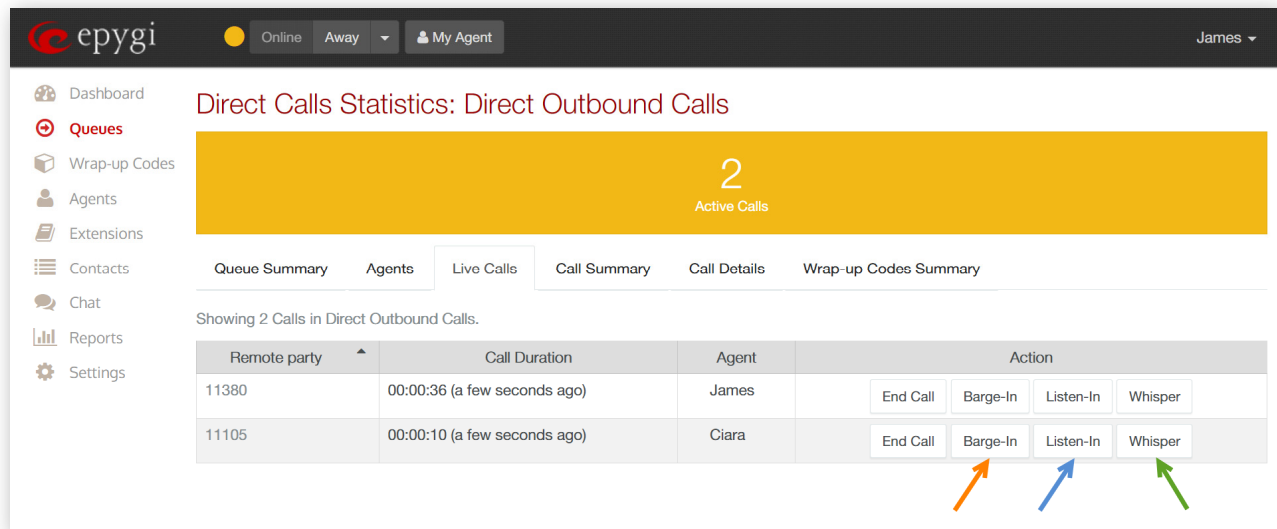 epygi Online Away My Agent James
Dashboard
Queues
Wrap-up Codes
Agents
Extensions
Contacts
Chat
Reports
Settings
Direct Calls Statistics: Direct Outbound Calls
2
Active Calls
Queue Summary Agents Live Calls Call Summary Call Details Wrap-up Codes Summary
Showing 2 Calls in Direct Outbound Calls.
Remote party Call Duration Agent Action
11380 00:00:36 (a few seconds ago) James End Call Barge-In Listen-In Whisper
11105 00:00:10 (a few seconds ago) Ciara End Call Barge-In Listen-In Whisper